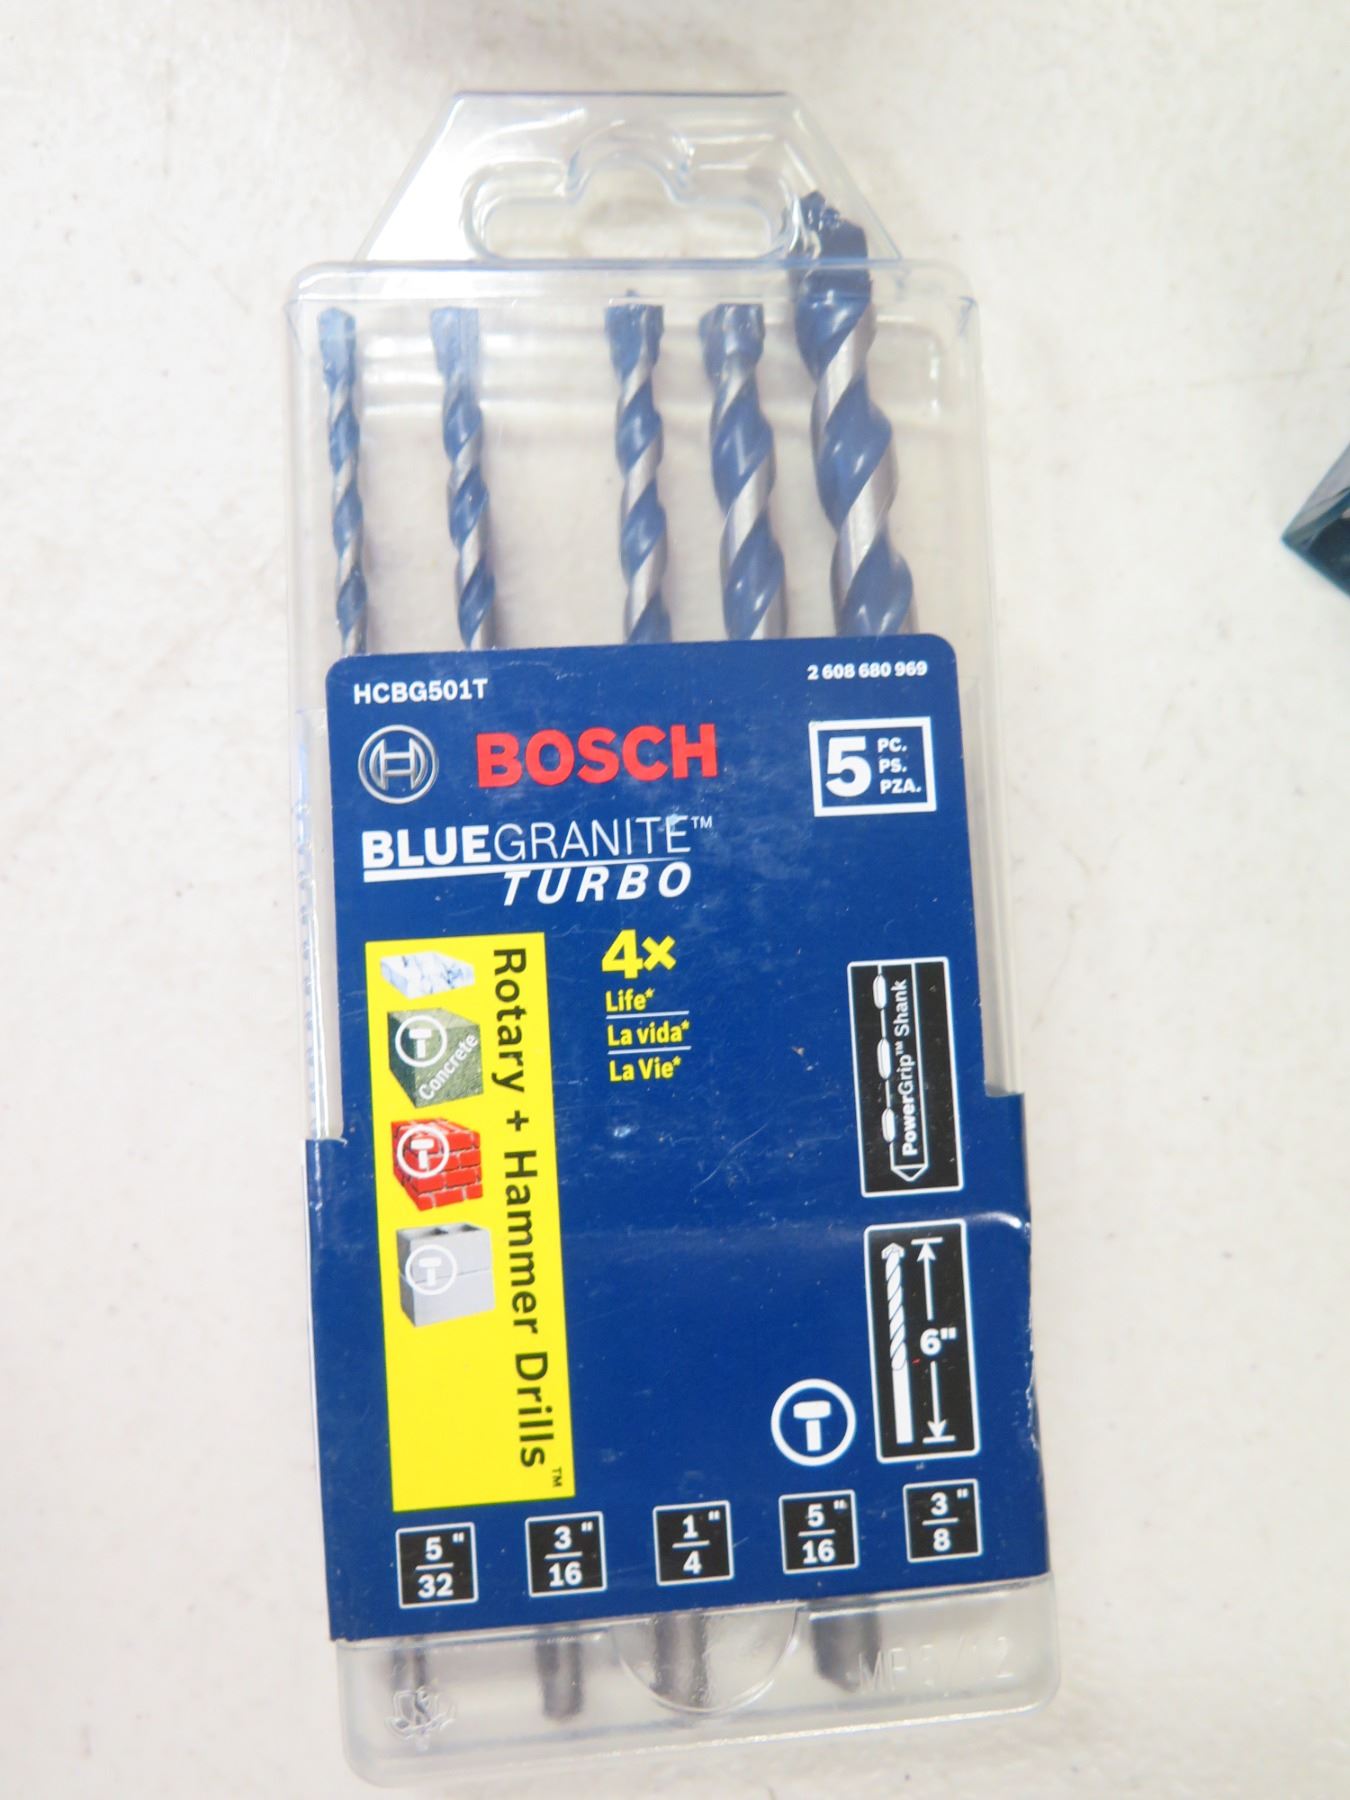 HCBG501T
2 608 680 969
BOSCH
5 PC.
PS.
PZA.
BLUEGRANITE™
TURBO
4×
Life*
La vida*
La Vie*
Rotary + Hammer Drills™
Concrete
PowerGrip™ Shank
6"
5/32"
3/16"
1/4"
5/16"
3/8"